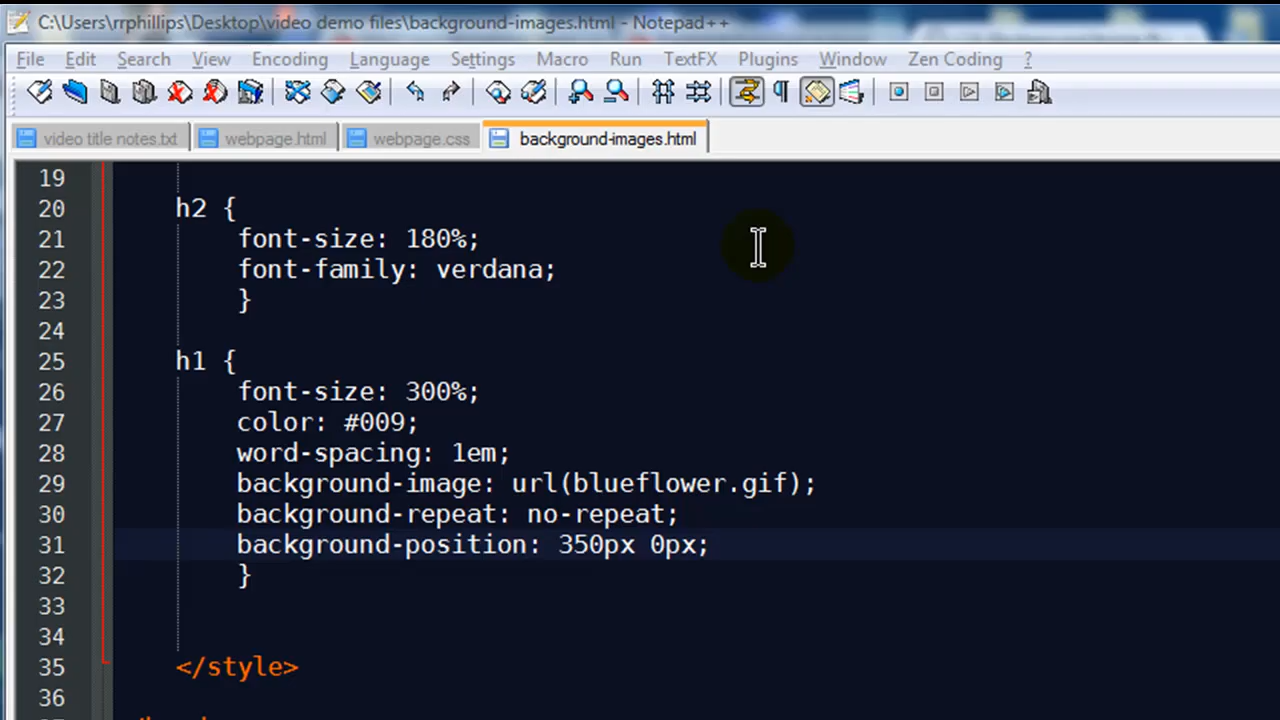 C:\Users\rrphillips\Desktop\video demo files\background-images.html - Notepad++
File Edit Search View Encoding Language Settings Macro Run TextFX Plugins Window Zen Coding ?
video title notes.txt webpage.html webpage.css background-images.html
19
20 h2 {
21 font-size: 180%;
22 font-family: verdana;
23 }
24
25 h1 {
26 font-size: 300%;
27 color: #009;
28 word-spacing: 1em;
29 background-image: url(blueflower.gif);
30 background-repeat: no-repeat;
31 background-position: 350px 0px;
32 }
33
34
35 </style>
36